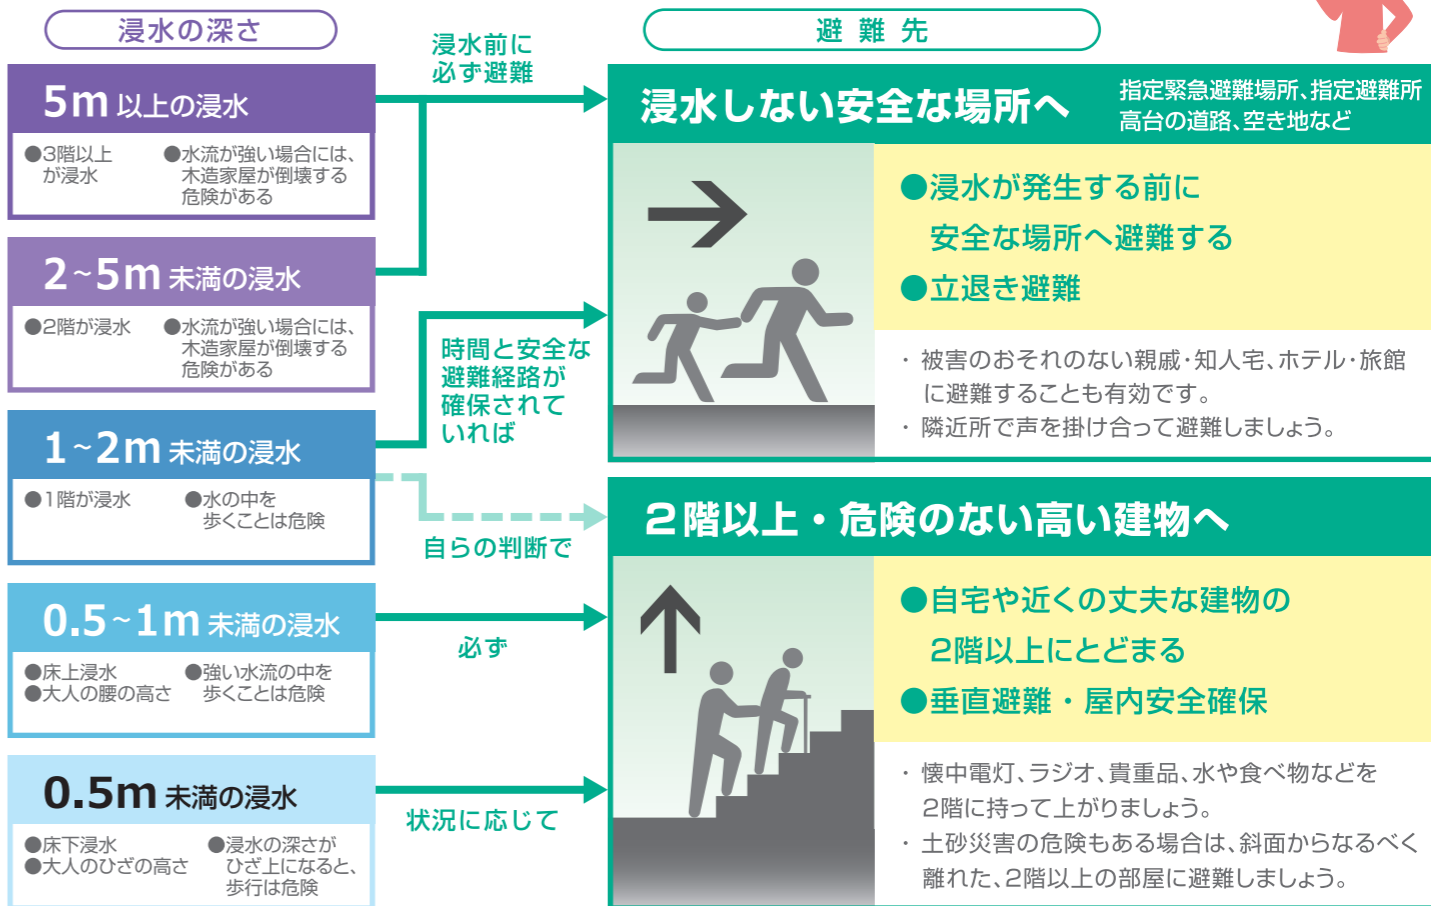 浸水の深さ
5m 以上の浸水
●3階以上
が浸水
●水流が強い場合には、
木造家屋が倒壊する
危険がある
2~5m 未満の浸水
●2階が浸水
●水流が強い場合には、
木造家屋が倒壊する
危険がある
1~2m 未満の浸水
●1階が浸水
●水の中を
歩くことは危険
0.5~1m 未満の浸水
●床上浸水
●大人の腰の高さ
●強い水流の中を
歩くことは危険
0.5m 未満の浸水
●床下浸水
●大人のひざの高さ
●浸水の深さが
ひざ上になると、
歩行は危険
浸水前に
必ず避難
時間と安全な
避難経路が
確保されて
いれば
自らの判断で
必ず
状況に応じて
避難先
浸水しない安全な場所へ
指定緊急避難場所、指定避難所
高台の道路、空き地など
●浸水が発生する前に
安全な場所へ避難する
●立退き避難
・ 被害のおそれのない親戚・知人宅、ホテル・旅館
に避難することも有効です。
・ 隣近所で声を掛け合って避難しましょう。
2階以上・危険のない高い建物へ
●自宅や近くの丈夫な建物の
2階以上にとどまる
●垂直避難・屋内安全確保
・ 懐中電灯、ラジオ、貴重品、水や食べ物などを
2階に持って上がりましょう。
・ 土砂災害の危険もある場合は、斜面からなるべく
離れた、2階以上の部屋に避難しましょう。